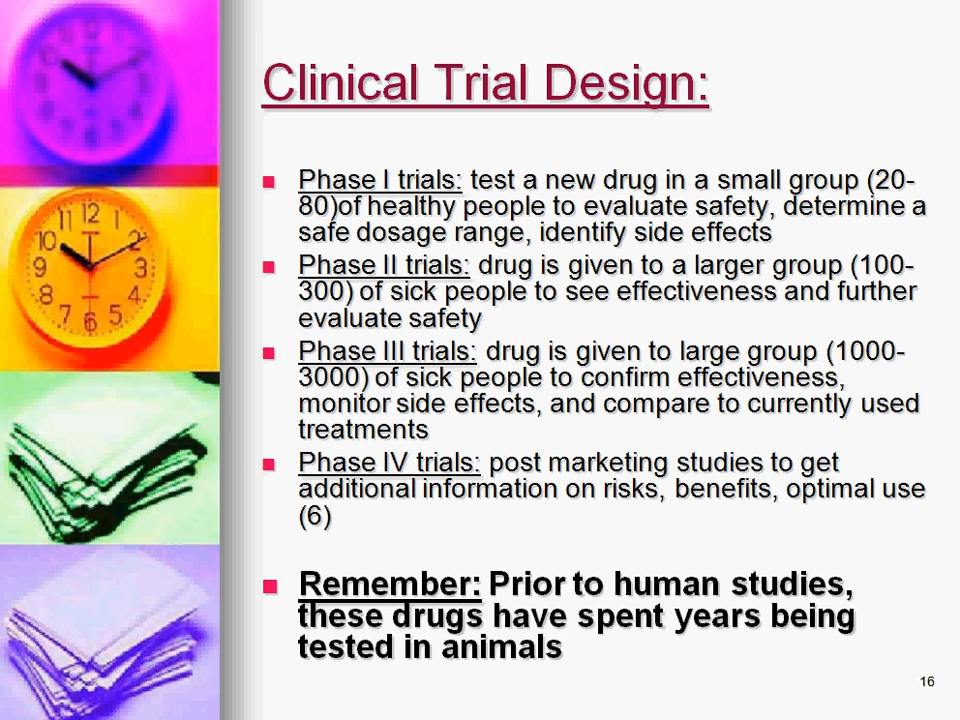 Clinical Trial Design:
Phase I trials: test a new drug in a small group (20-
80)of healthy people to evaluate safety, determine a
safe dosage range, identify side effects
Phase II trials: drug is given to a larger group (100-
300) of sick people to see effectiveness and further
evaluate safety
Phase III trials: drug is given to large group (1000-
3000) of sick people to confirm effectiveness,
monitor side effects, and compare to currently used
treatments
Phase IV trials: post marketing studies to get
additional information on risks, benefits, optimal use
(6)
Remember: Prior to human studies,
these drugs have spent years being
tested in animals
16